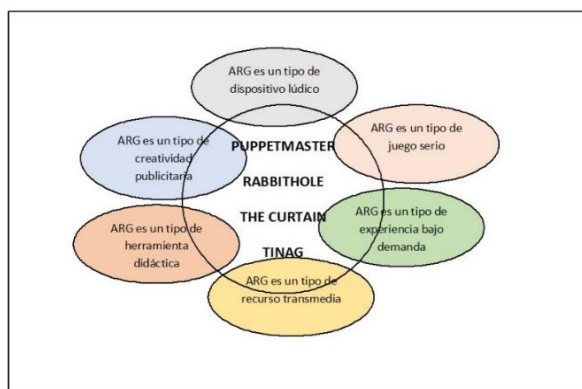 ARG es un tipo de
dispositivo lúdico
ARG es un tipo de
juego serio
ARG es un tipo de
creatividad
publicitaria
PUPPETMASTER
RABBITHOLE
THE CURTAIN
TINAG
ARG es un tipo de
experiencia bajo
demanda
ARG es un tipo de
herramienta
didáctica
ARG es un tipo de
recurso transmedia